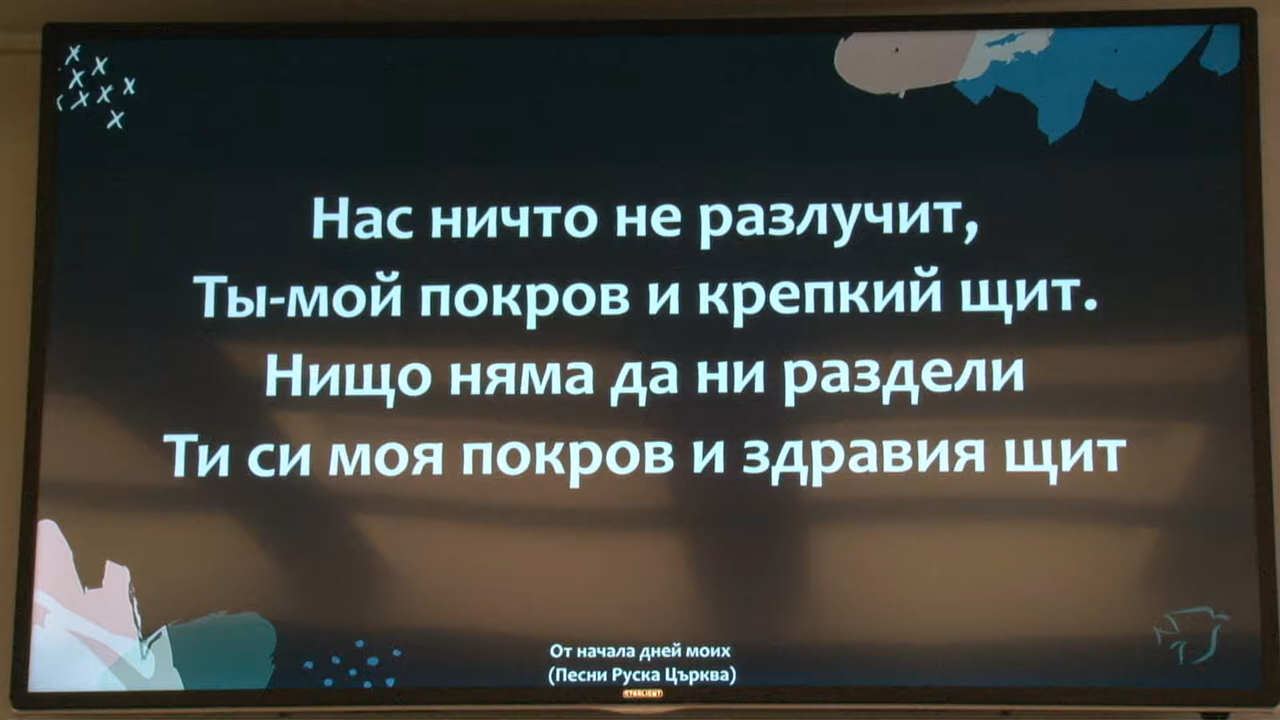 Нас ничто не разлучит,
Ты-мой покров и крепкий щит.
Нищо няма да ни раздели
Ти си моя покров и здравия щит
От начала дней моих
(Песни Руска Църква)
STARLIGHT